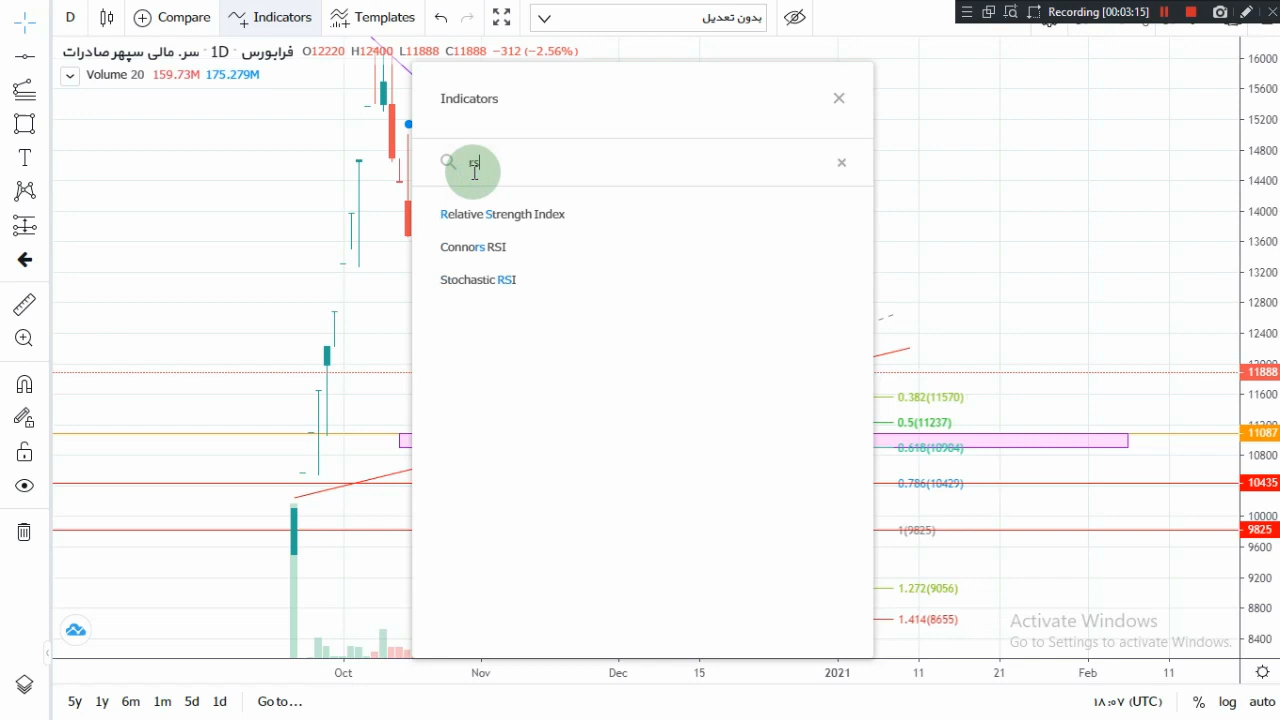 D
Compare
Indicators
Templates
بدون تعدیل
Recording [00:03:15]
سر. مالی سپهر صادرات · 1D · فرابورس O12220 H12400 L11888 C11888 −312 (−2.56%)
Volume 20 159.73M 175.279M
Indicators
rs
Relative Strength Index
Connors RSI
Stochastic RSI
16000
15600
15200
14800
14400
14000
13600
13200
12800
12400
11888
11600
11087
10800
10435
10000
9825
9600
9200
8800
8400
0.382(11570)
0.5(11237)
0.618(10904)
0.786(10429)
1(9825)
1.272(9056)
1.414(8655)
Activate Windows
Go to Settings to activate Windows.
Oct
Nov
Dec
15
2021
11
21
Feb
11
5y 1y 6m 1m 5d 1d Go to...
۱۸:۰۷ (UTC) % log auto